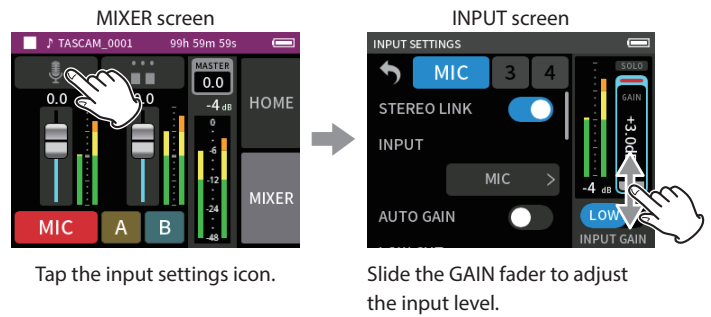 MIXER screen
♪ TASCAM_0001 99h 59m 59s
MASTER
0.0
0.0
-4 dB
0
-6
-12
-24
-48
HOME
MIXER
MIC A B
Tap the input settings icon.
INPUT screen
INPUT SETTINGS
MIC 3 4
STEREO LINK
INPUT
MIC >
AUTO GAIN
SOLO
GAIN
+3.0dB
-4 dB
LOW
INPUT GAIN
Slide the GAIN fader to adjust
the input level.